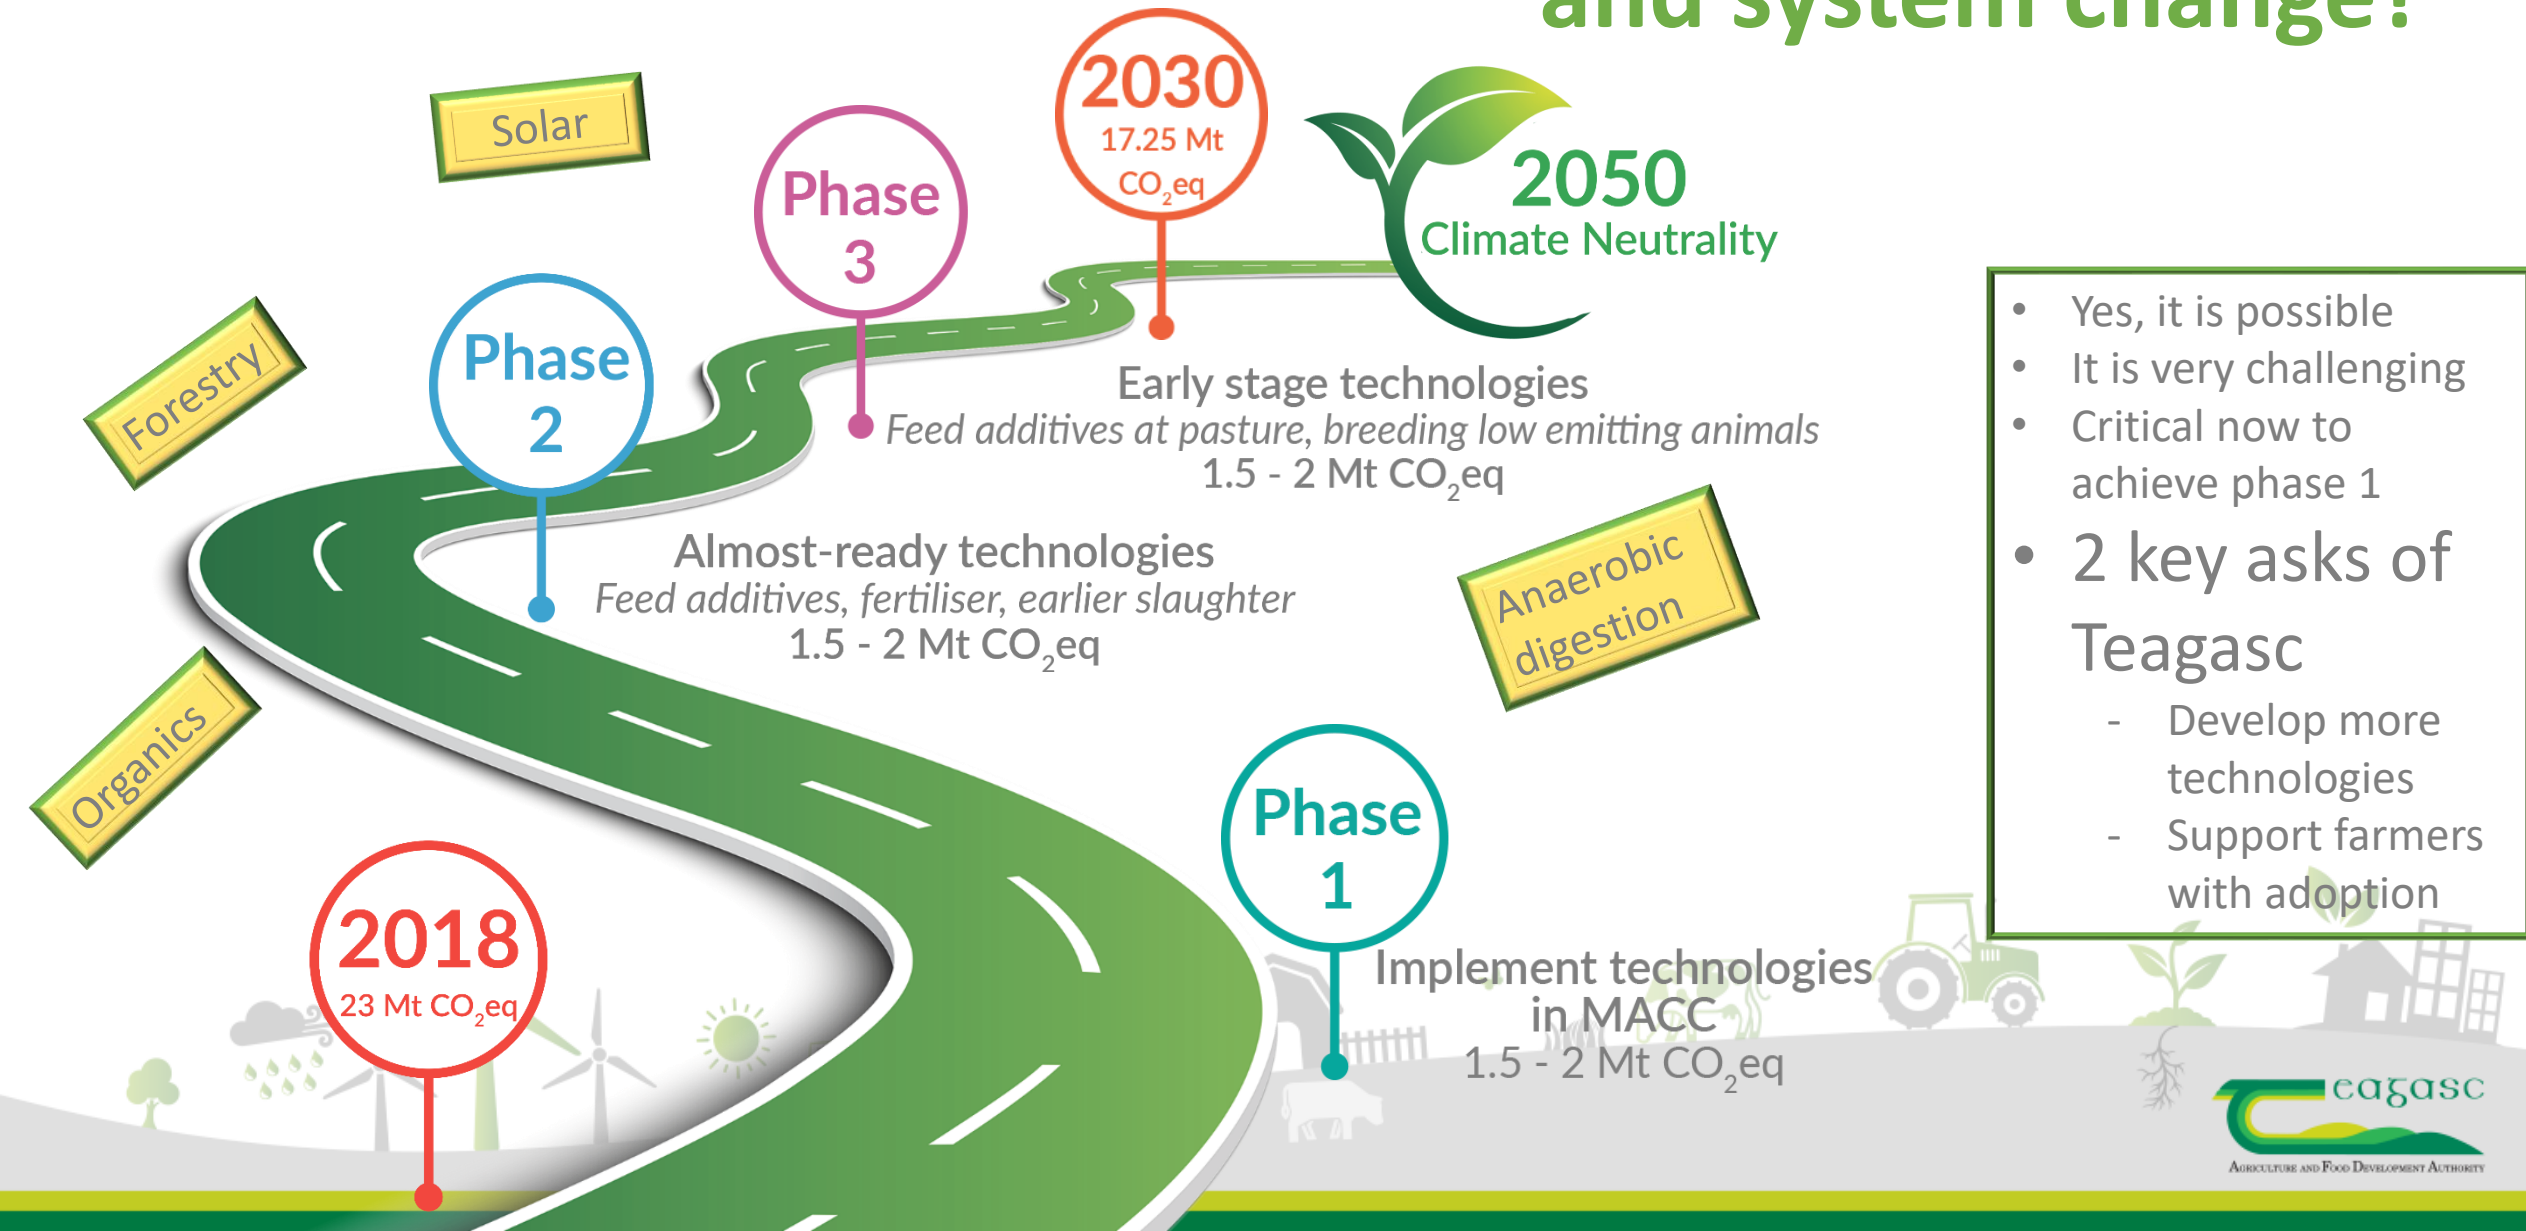 and system change?
Solar
2030
17.25 Mt
CO₂eq
Phase
3
2050
Climate Neutrality
Forestry
Phase
2
Early stage technologies
Feed additives at pasture, breeding low emitting animals
1.5 - 2 Mt CO₂eq
Almost-ready technologies
Feed additives, fertiliser, earlier slaughter
1.5 - 2 Mt CO₂eq
Anaerobic
digestion
Organics
Phase
1
Implement technologies
in MACC
1.5 - 2 Mt CO₂eq
2018
23 Mt CO₂eq
• Yes, it is possible
• It is very challenging
• Critical now to
achieve phase 1
• 2 key asks of
Teagasc
- Develop more
technologies
- Support farmers
with adoption
Teagasc
Agriculture and Food Development Authority